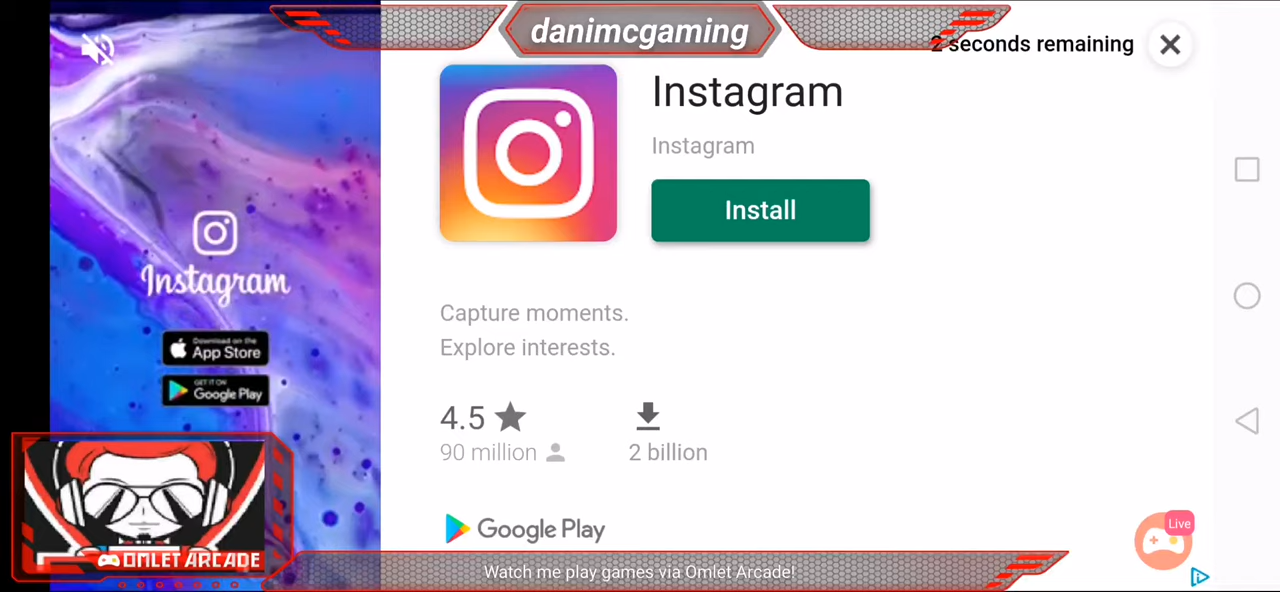 danimcgaming
2 seconds remaining
Instagram
Instagram
Install
Instagram
Download on the
App Store
GET IT ON
Google Play
Capture moments.
Explore interests.
4.5
90 million
2 billion
Google Play
OMLET ARCADE
Live
Watch me play games via Omlet Arcade!